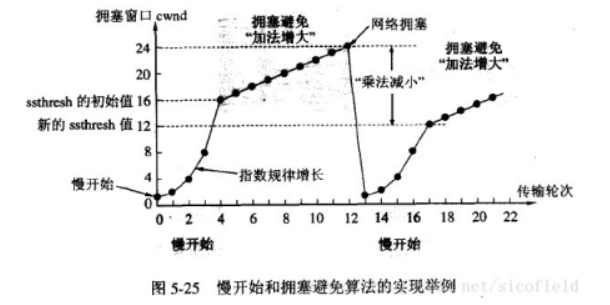 拥塞窗口 cwnd
拥塞避免
“加法增大”
网络拥塞
拥塞避免
“加法增大”
24
20
ssthresh 的初始值 16
“乘法减小”
新的 ssthresh 值 12
8
4
指数规律增长
慢开始
0
传输轮次
0 2 4 6 8 10 12 14 16 18 20 22
慢开始
慢开始
图 5-25 慢开始和拥塞避免算法的实现举例
net/sicofield